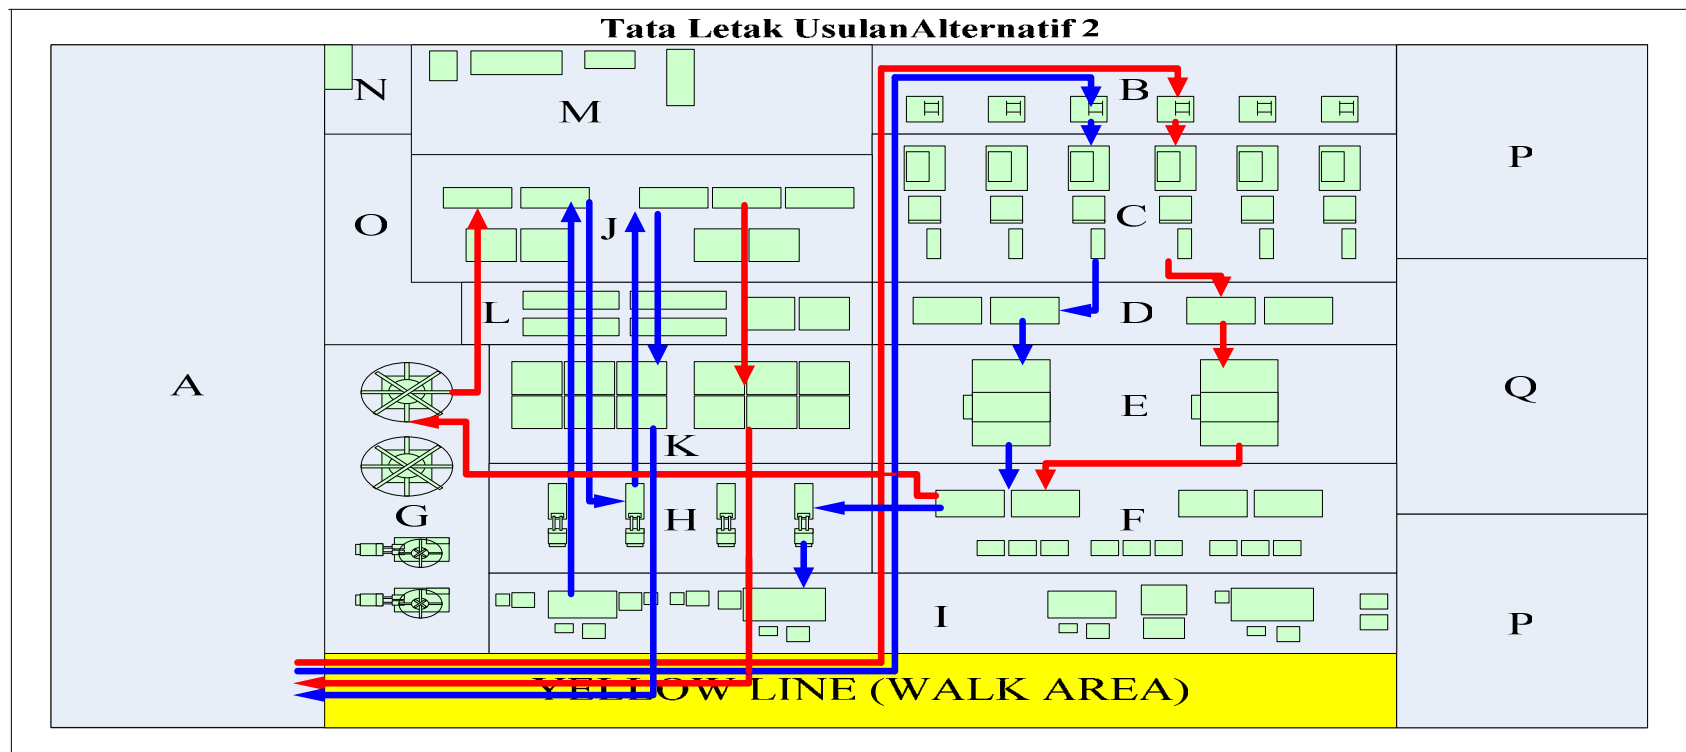 Tata Letak UsulanAlternatif 2
N
M
B
P
O
J
C
L
D
A
E
Q
K
G
H
F
I
P
YELLOW LINE (WALK AREA)